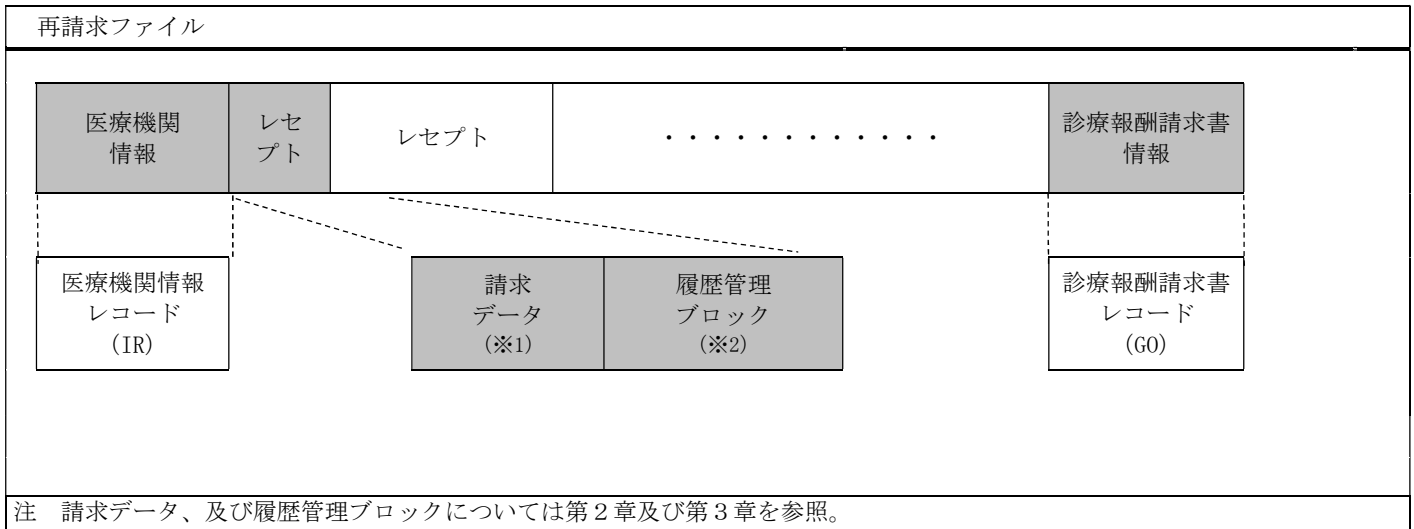 再請求ファイル
医療機関
情報
レセ
プト
レセプト
・・・・・・・・・・・・
診療報酬請求書
情報
医療機関情報
レコード
(IR)
請求
データ
(※1)
履歴管理
ブロック
(※2)
診療報酬請求書
レコード
(GO)
注　請求データ、及び履歴管理ブロックについては第２章及び第３章を参照。